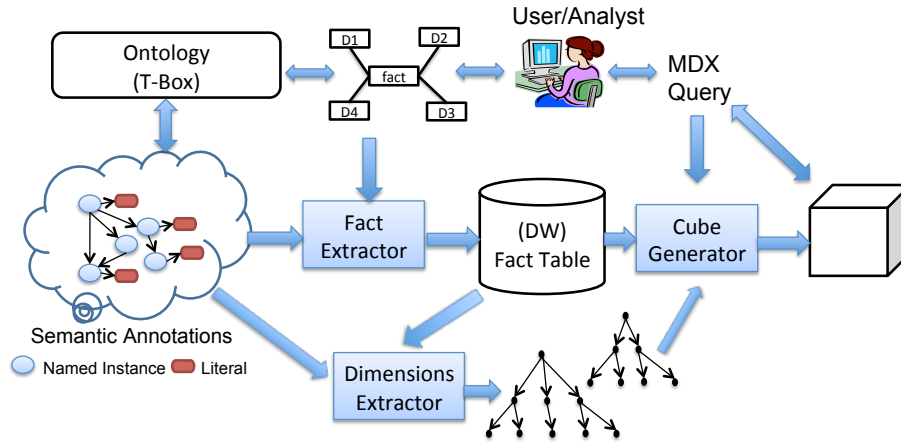 User/Analyst
D1
D2
Ontology
(T-Box)
fact
MDX
Query
D4
D3
Fact
Extractor
(DW)
Fact Table
Cube
Generator
Semantic Annotations
Named Instance
Literal
Dimensions
Extractor